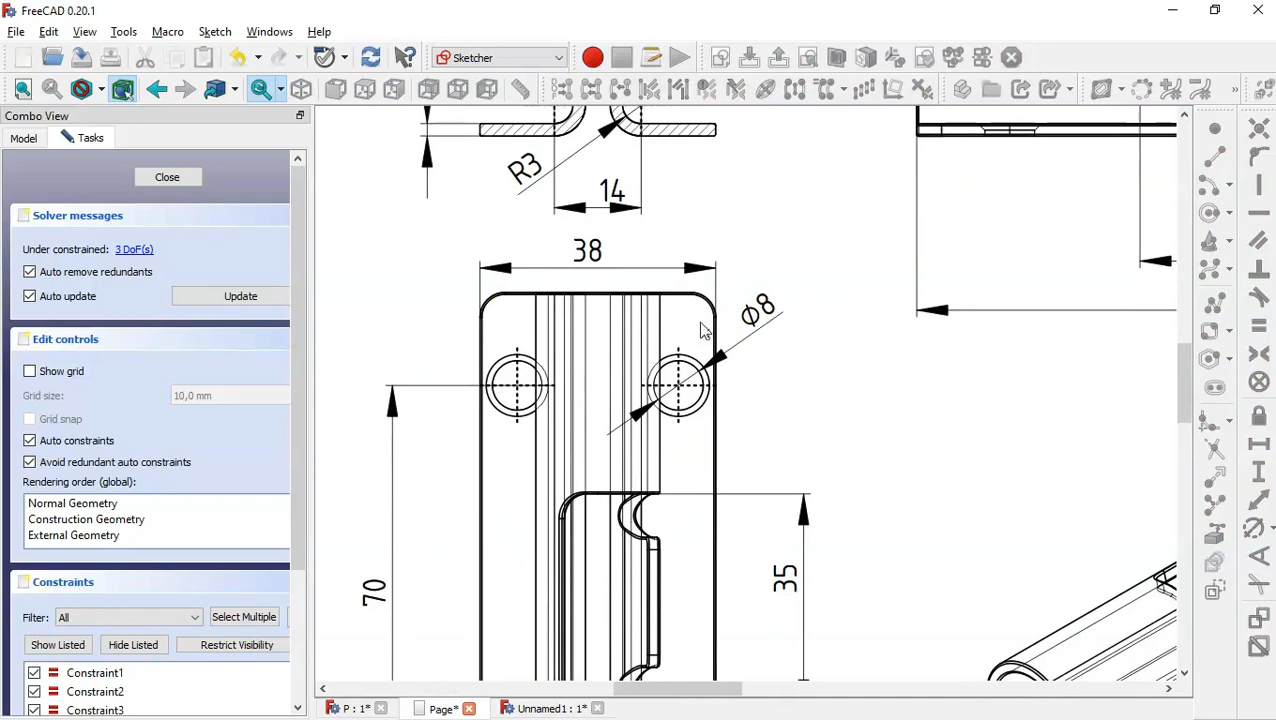 FreeCAD 0.20.1
File Edit View Tools Macro Sketch Windows Help
Sketcher
Combo View
Model Tasks
Close
Solver messages
Under constrained: 3 DoF(s)
Auto remove redundants
Auto update Update
Edit controls
Show grid
Grid size: 10,0 mm
Grid snap
Auto constraints
Avoid redundant auto constraints
Rendering order (global):
Normal Geometry
Construction Geometry
External Geometry
Constraints
Filter: All Select Multiple
Show Listed Hide Listed Restrict Visibility
Constraint1
Constraint2
Constraint3
R3
14
38
Φ8
70
35
P : 1* Page* Unnamed1 : 1*